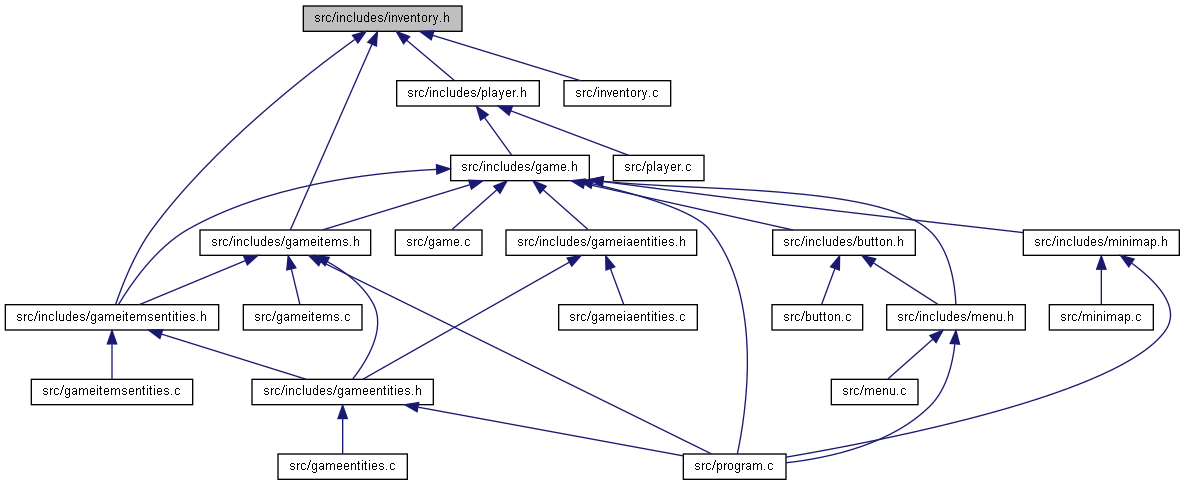 src/includes/inventory.h
src/includes/player.h
src/inventory.c
src/includes/game.h
src/player.c
src/includes/gameitems.h
src/game.c
src/includes/gameiaentities.h
src/includes/button.h
src/includes/minimap.h
src/includes/gameitemsentities.h
src/gameitems.c
src/gameiaentities.c
src/button.c
src/includes/menu.h
src/minimap.c
src/gameitemsentities.c
src/includes/gameentities.h
src/menu.c
src/gameentities.c
src/program.c